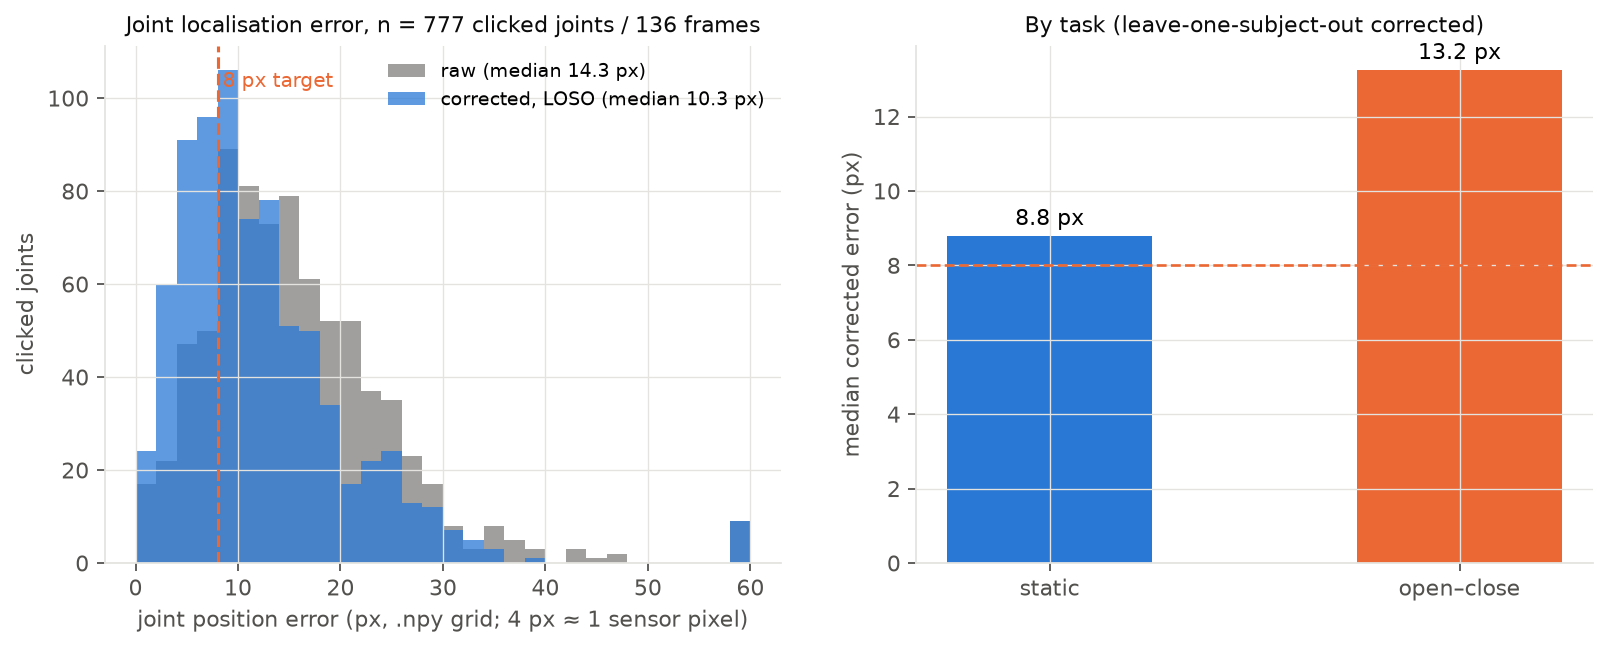 Joint localisation error, n = 777 clicked joints / 136 frames
8 px target
raw (median 14.3 px)
corrected, LOSO (median 10.3 px)
clicked joints
100
80
60
40
20
0
0 10 20 30 40 50 60
joint position error (px, .npy grid; 4 px ≈ 1 sensor pixel)
By task (leave-one-subject-out corrected)
13.2 px
8.8 px
median corrected error (px)
12
10
8
6
4
2
0
static open–close